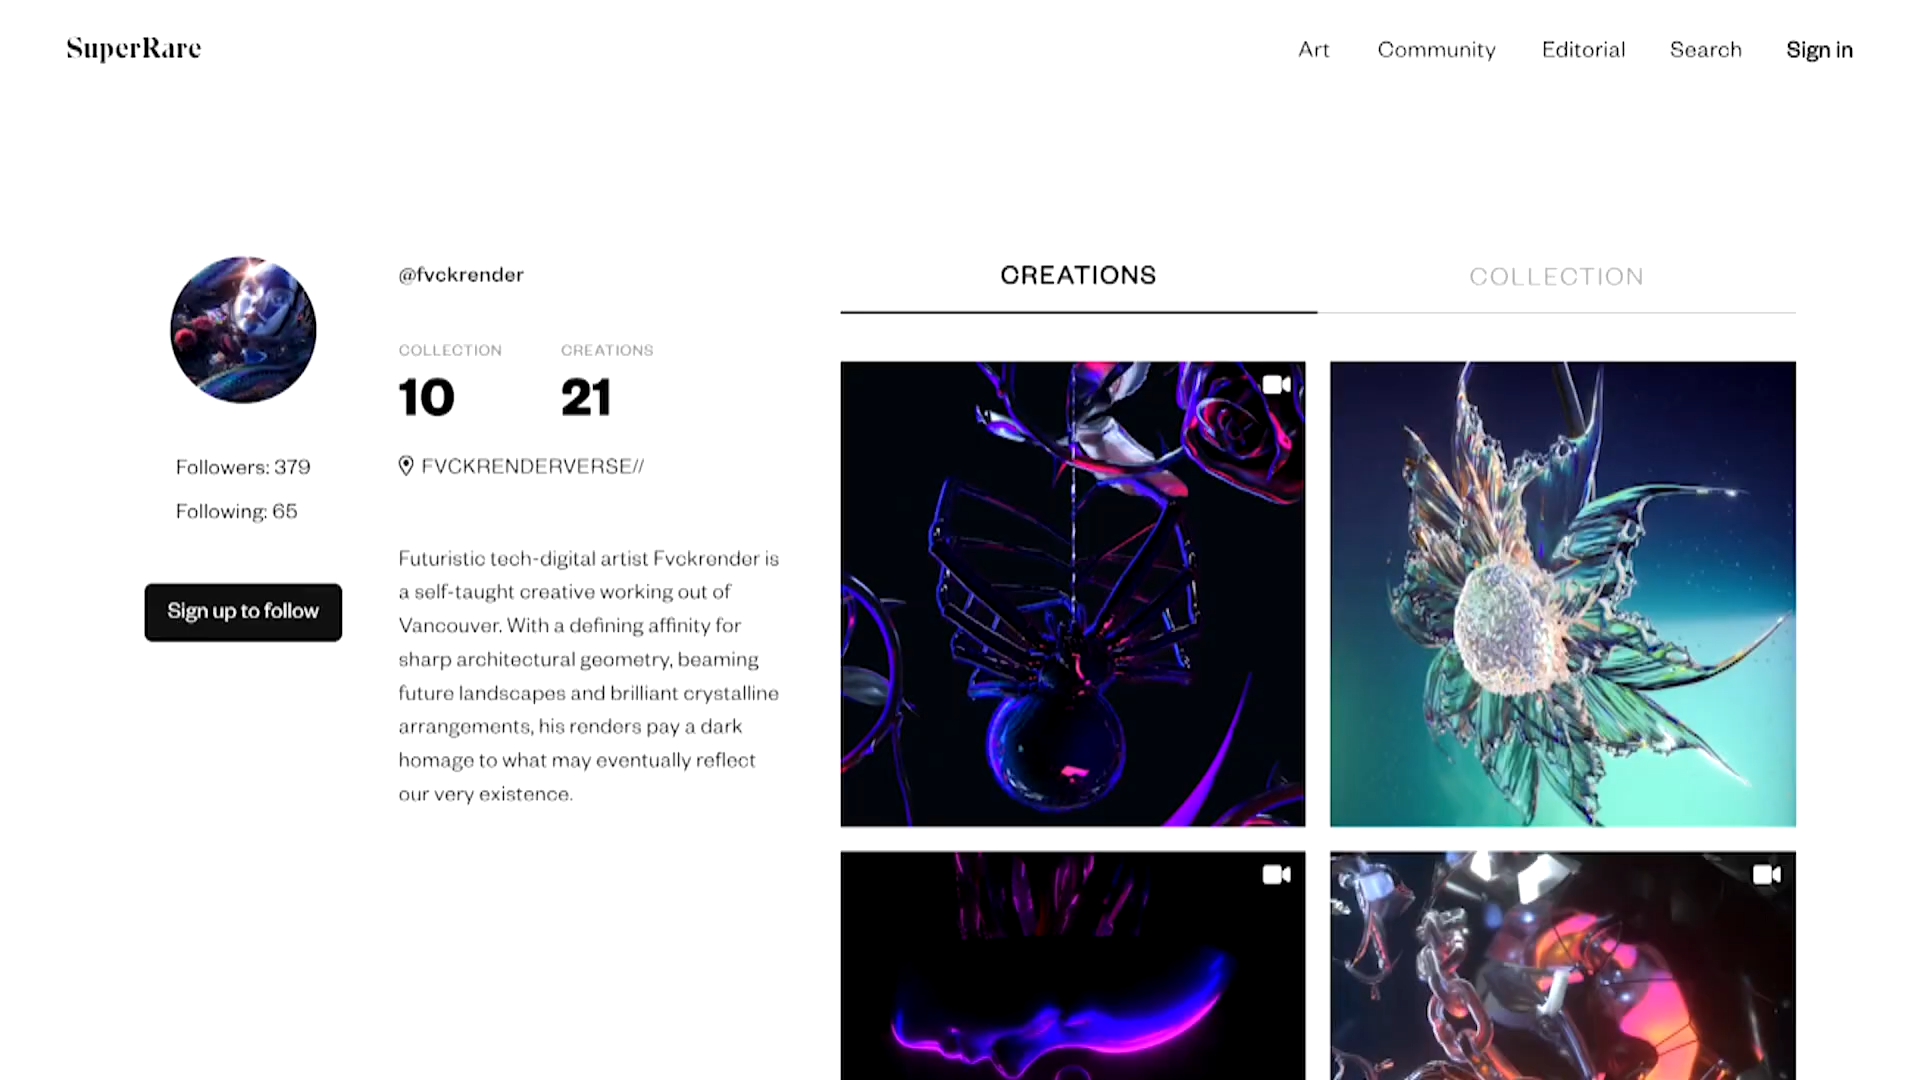 SuperRare
Art
Community
Editorial
Search
Sign in
@fvckrender
COLLECTION
CREATIONS
10
21
FVCKRENDERVERSE//
Followers: 379
Following: 65
Sign up to follow
Futuristic tech-digital artist Fvckrender is
a self-taught creative working out of
Vancouver. With a defining affinity for
sharp architectural geometry, beaming
future landscapes and brilliant crystalline
arrangements, his renders pay a dark
homage to what may eventually reflect
our very existence.
CREATIONS
COLLECTION